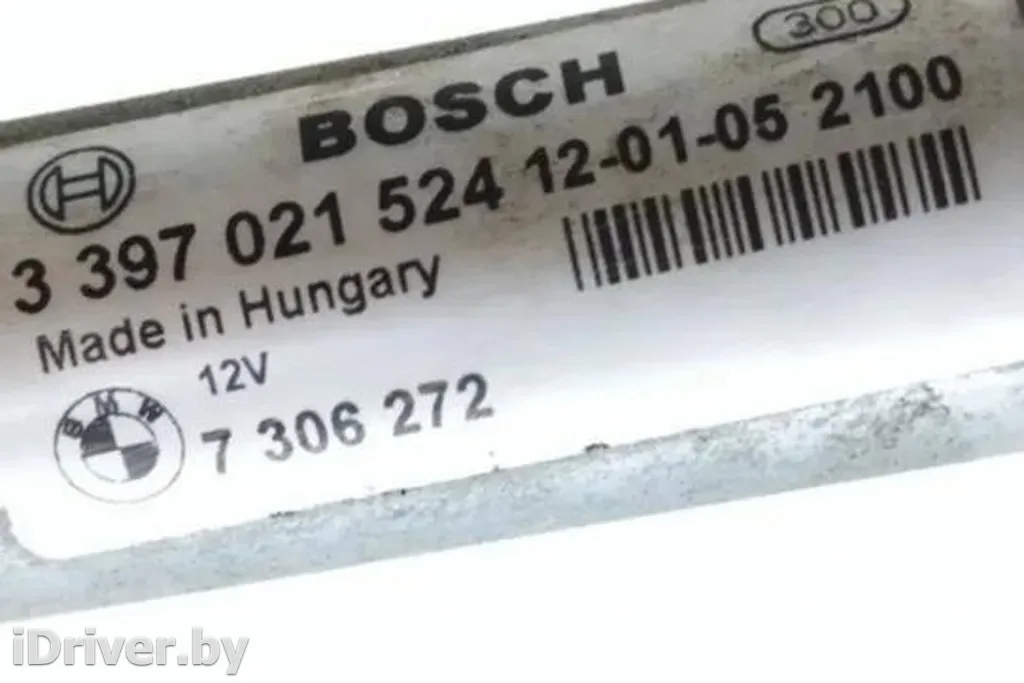 300
BOSCH
3 397 021 524 12-01-05 2100
Made in Hungary
12V
BMW
7 306 272
iDriver.by